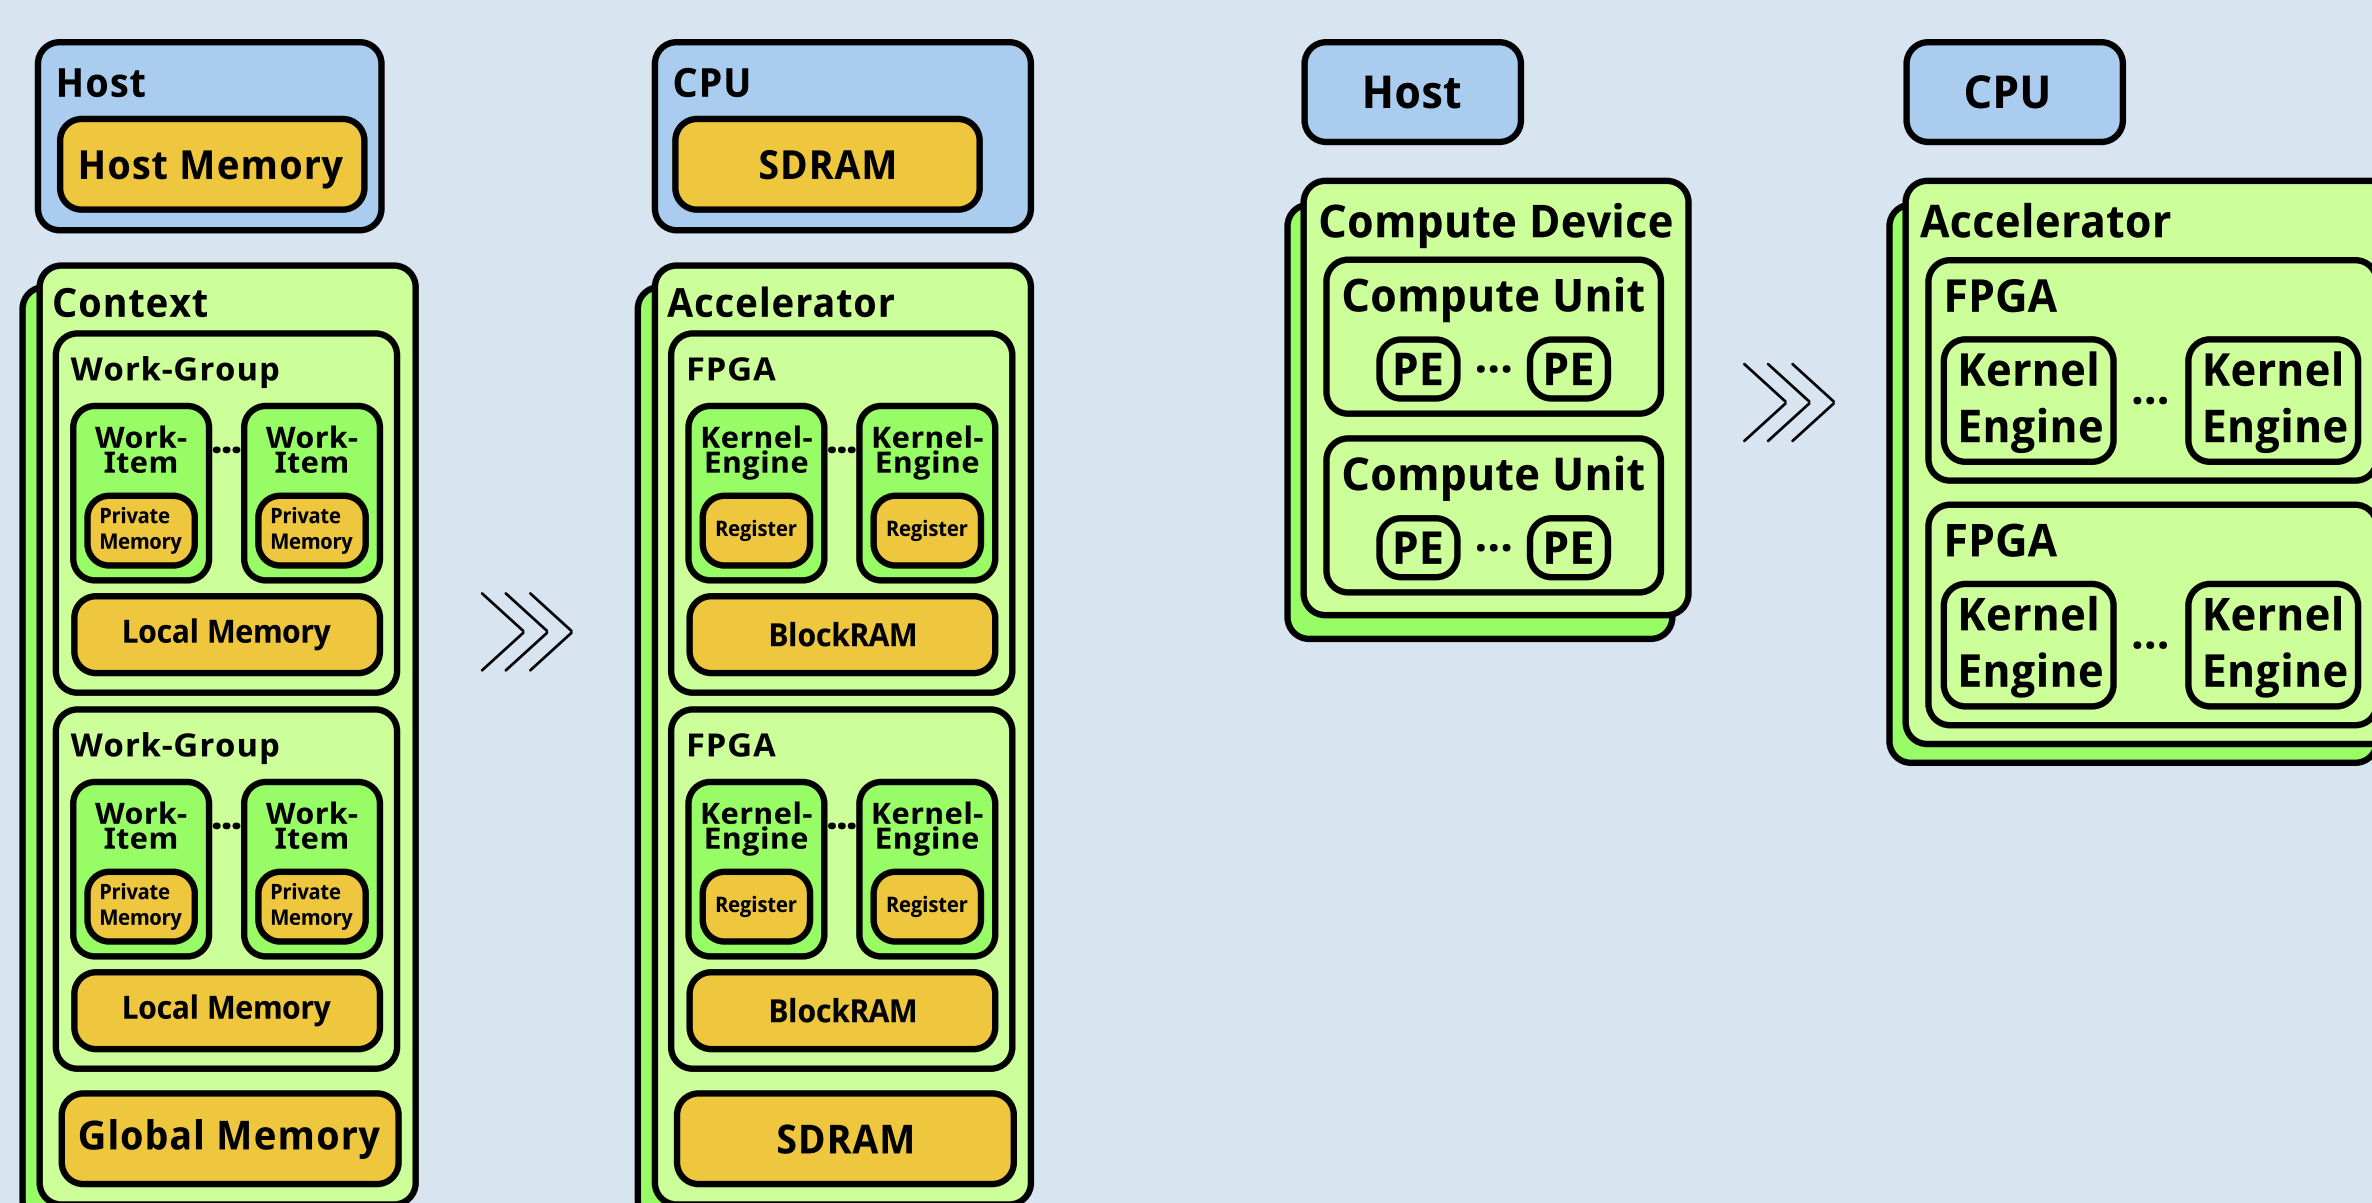 Host
Host Memory
Context
Work-Group
Work-
Item
Private
Memory
...
Work-
Item
Private
Memory
Local Memory
Work-Group
Work-
Item
Private
Memory
...
Work-
Item
Private
Memory
Local Memory
Global Memory
CPU
SDRAM
Accelerator
FPGA
Kernel-
Engine
Register
...
Kernel-
Engine
Register
BlockRAM
FPGA
Kernel-
Engine
Register
...
Kernel-
Engine
Register
BlockRAM
SDRAM
Host
Compute Device
Compute Unit
PE ... PE
Compute Unit
PE ... PE
CPU
Accelerator
FPGA
Kernel
Engine
...
Kernel
Engine
FPGA
Kernel
Engine
...
Kernel
Engine